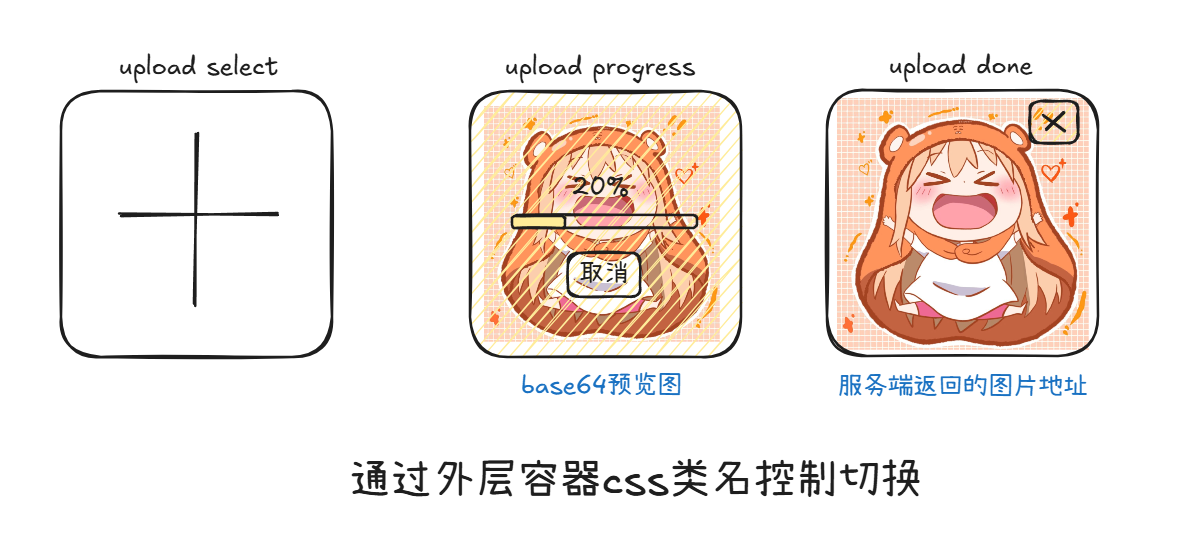 upload select
upload progress
upload done
20%
取消
base64预览图
服务端返回的图片地址
通过外层容器css类名控制切换